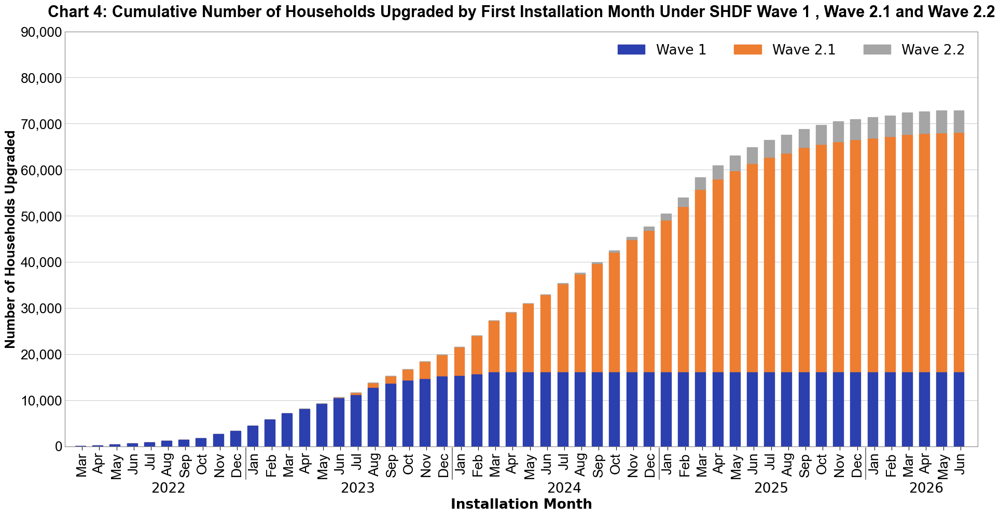 Chart 4: Cumulative Number of Households Upgraded by First Installation Month Under SHDF Wave 1 , Wave 2.1 and Wave 2.2
Wave 1 Wave 2.1 Wave 2.2
Number of Households Upgraded
90,000
80,000
70,000
60,000
50,000
40,000
30,000
20,000
10,000
0
Mar Apr May Jun Jul Aug Sep Oct Nov Dec Jan Feb Mar Apr May Jun Jul Aug Sep Oct Nov Dec Jan Feb Mar Apr May Jun Jul Aug Sep Oct Nov Dec Jan Feb Mar Apr May Jun Jul Aug Sep Oct Nov Dec Jan Feb Mar Apr May Jun
2022 2023 2024 2025 2026
Installation Month